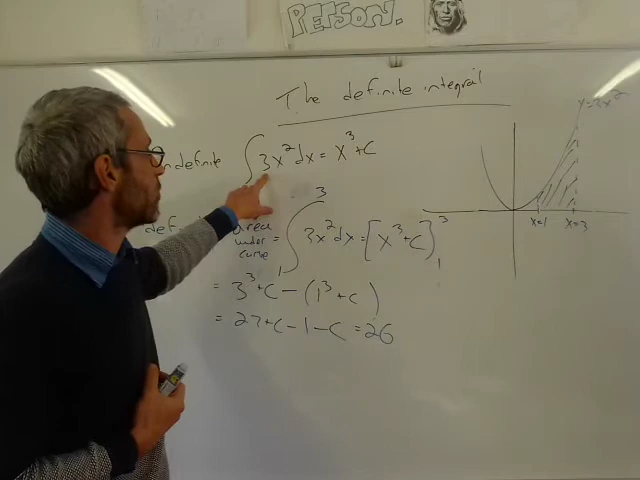 PERSON.
The definite integral
ndefinite ∫3x²dx = x³+c
y=3x²
defi area under curve = ∫₁³ 3x²dx = [x³+c]₁³
x=1 x=3
= 3³+c - (1³+c)
= 27+c-1-c = 26